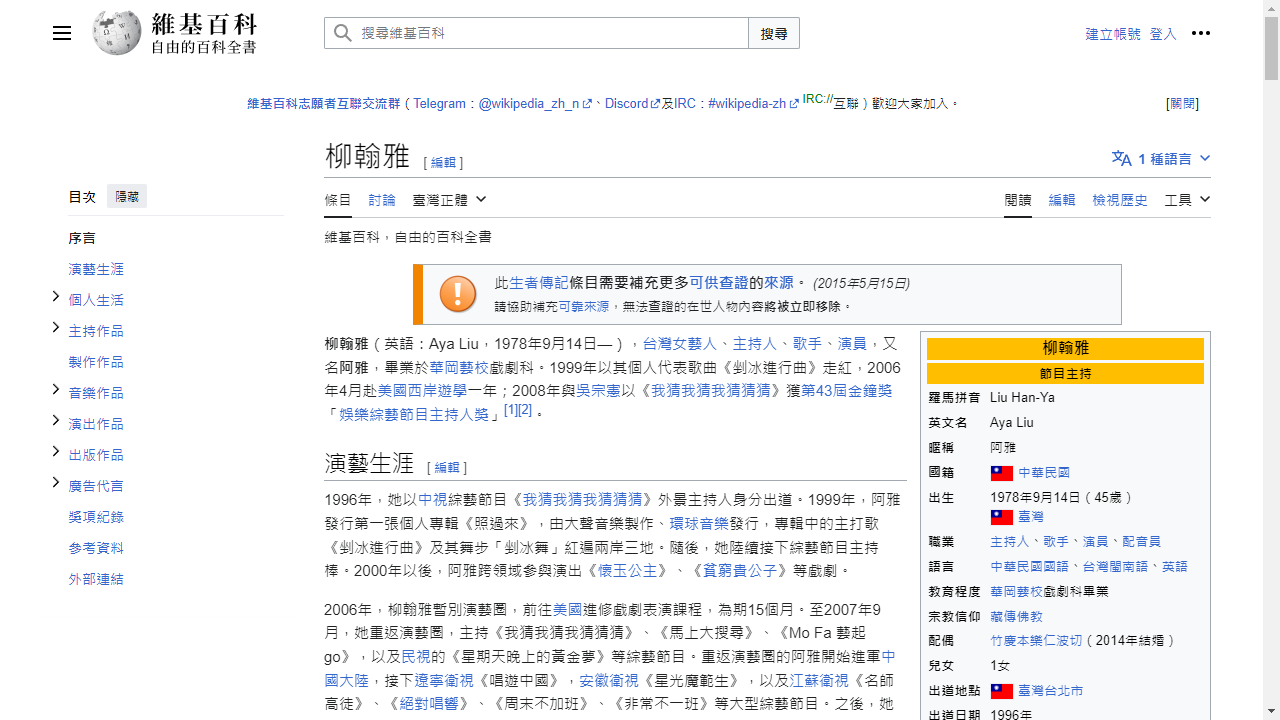 維基百科
自由的百科全書
搜尋維基百科
搜尋
建立帳號 登入
維基百科志願者互聯交流群（Telegram：@wikipedia_zh_n、Discord及IRC：#wikipedia-zh IRC://互聯）歡迎大家加入。
[關閉]
目次 隱藏
序言
演藝生涯
個人生活
主持作品
製作作品
音樂作品
演出作品
出版作品
廣告代言
獎項紀錄
參考資料
外部連結
柳翰雅 [ 編輯 ]
1 種語言
條目 討論 臺灣正體
閱讀 編輯 檢視歷史 工具
維基百科，自由的百科全書
此生者傳記條目需要補充更多可供查證的來源。 (2015年5月15日)
請協助補充可靠來源，無法查證的在世人物內容將被立即移除。
柳翰雅（英語：Aya Liu，1978年9月14日—），台灣女藝人、主持人、歌手、演員，又
名阿雅，畢業於華岡藝校戲劇科。1999年以其個人代表歌曲《剉冰進行曲》走紅，2006
年4月赴美國西岸遊學一年；2008年與吳宗憲以《我猜我猜我猜猜猜》獲第43屆金鐘獎
「娛樂綜藝節目主持人獎」[1][2]。
演藝生涯 [ 編輯 ]
1996年，她以中視綜藝節目《我猜我猜我猜猜猜》外景主持人身分出道。1999年，阿雅
發行第一張個人專輯《照過來》，由大聲音樂製作、環球音樂發行，專輯中的主打歌
《剉冰進行曲》及其舞步「剉冰舞」紅遍兩岸三地。隨後，她陸續接下綜藝節目主持
棒。2000年以後，阿雅跨領域參與演出《懷玉公主》、《貧窮貴公子》等戲劇。
2006年，柳翰雅暫別演藝圈，前往美國進修戲劇表演課程，為期15個月。至2007年9
月，她重返演藝圈，主持《我猜我猜我猜猜猜》、《馬上大搜尋》、《Mo Fa 藝起
go》，以及民視的《星期天晚上的黃金夢》等綜藝節目。重返演藝圈的阿雅開始進軍中
國大陸，接下遼寧衛視《唱遊中國》，安徽衛視《星光魔範生》，以及江蘇衛視《名師
高徒》、《絕對唱響》、《周末不加班》、《非常不一班》等大型綜藝節目。之後，她
柳翰雅
節目主持
羅馬拼音 Liu Han-Ya
英文名 Aya Liu
暱稱 阿雅
國籍 中華民國
出生 1978年9月14日（45歲）
臺灣
職業 主持人、歌手、演員、配音員
語言 中華民國國語、台灣閩南語、英語
教育程度 華岡藝校戲劇科畢業
宗教信仰 藏傳佛教
配偶 竹慶本樂仁波切（2014年結婚）
兒女 1女
出道地點 臺灣台北市
出道日期 1996年